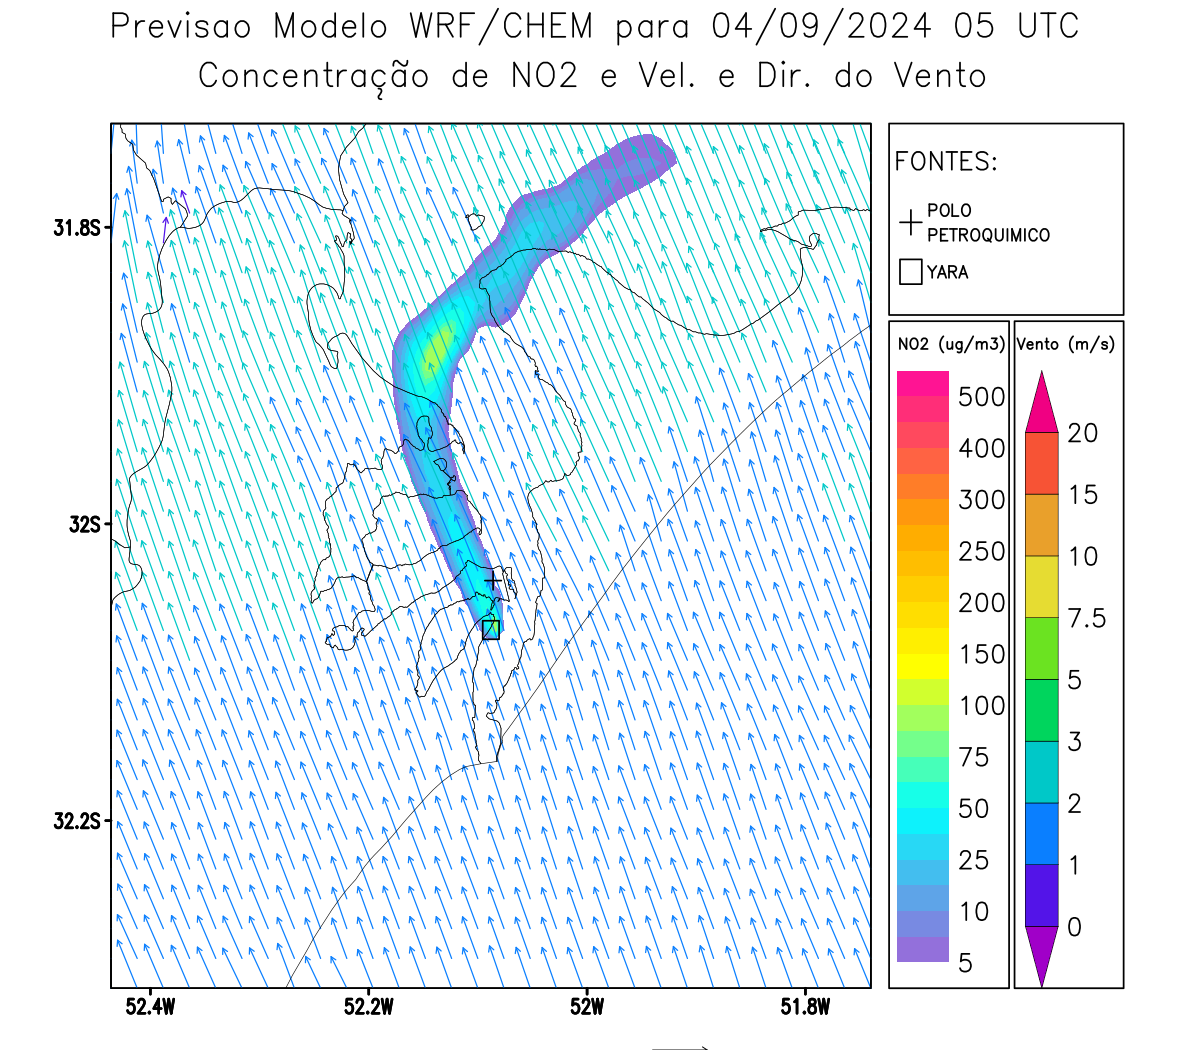 Previsao Modelo WRF/CHEM para 04/09/2024 05 UTC
Concentração de NO2 e Vel. e Dir. do Vento
FONTES:
POLO
PETROQUIMICO
YARA
31.8S
32S
32.2S
52.4W
52.2W
52W
51.8W
NO2 (ug/m3)
500
400
300
250
200
150
100
75
50
25
10
5
Vento (m/s)
20
15
10
7.5
5
3
2
1
0